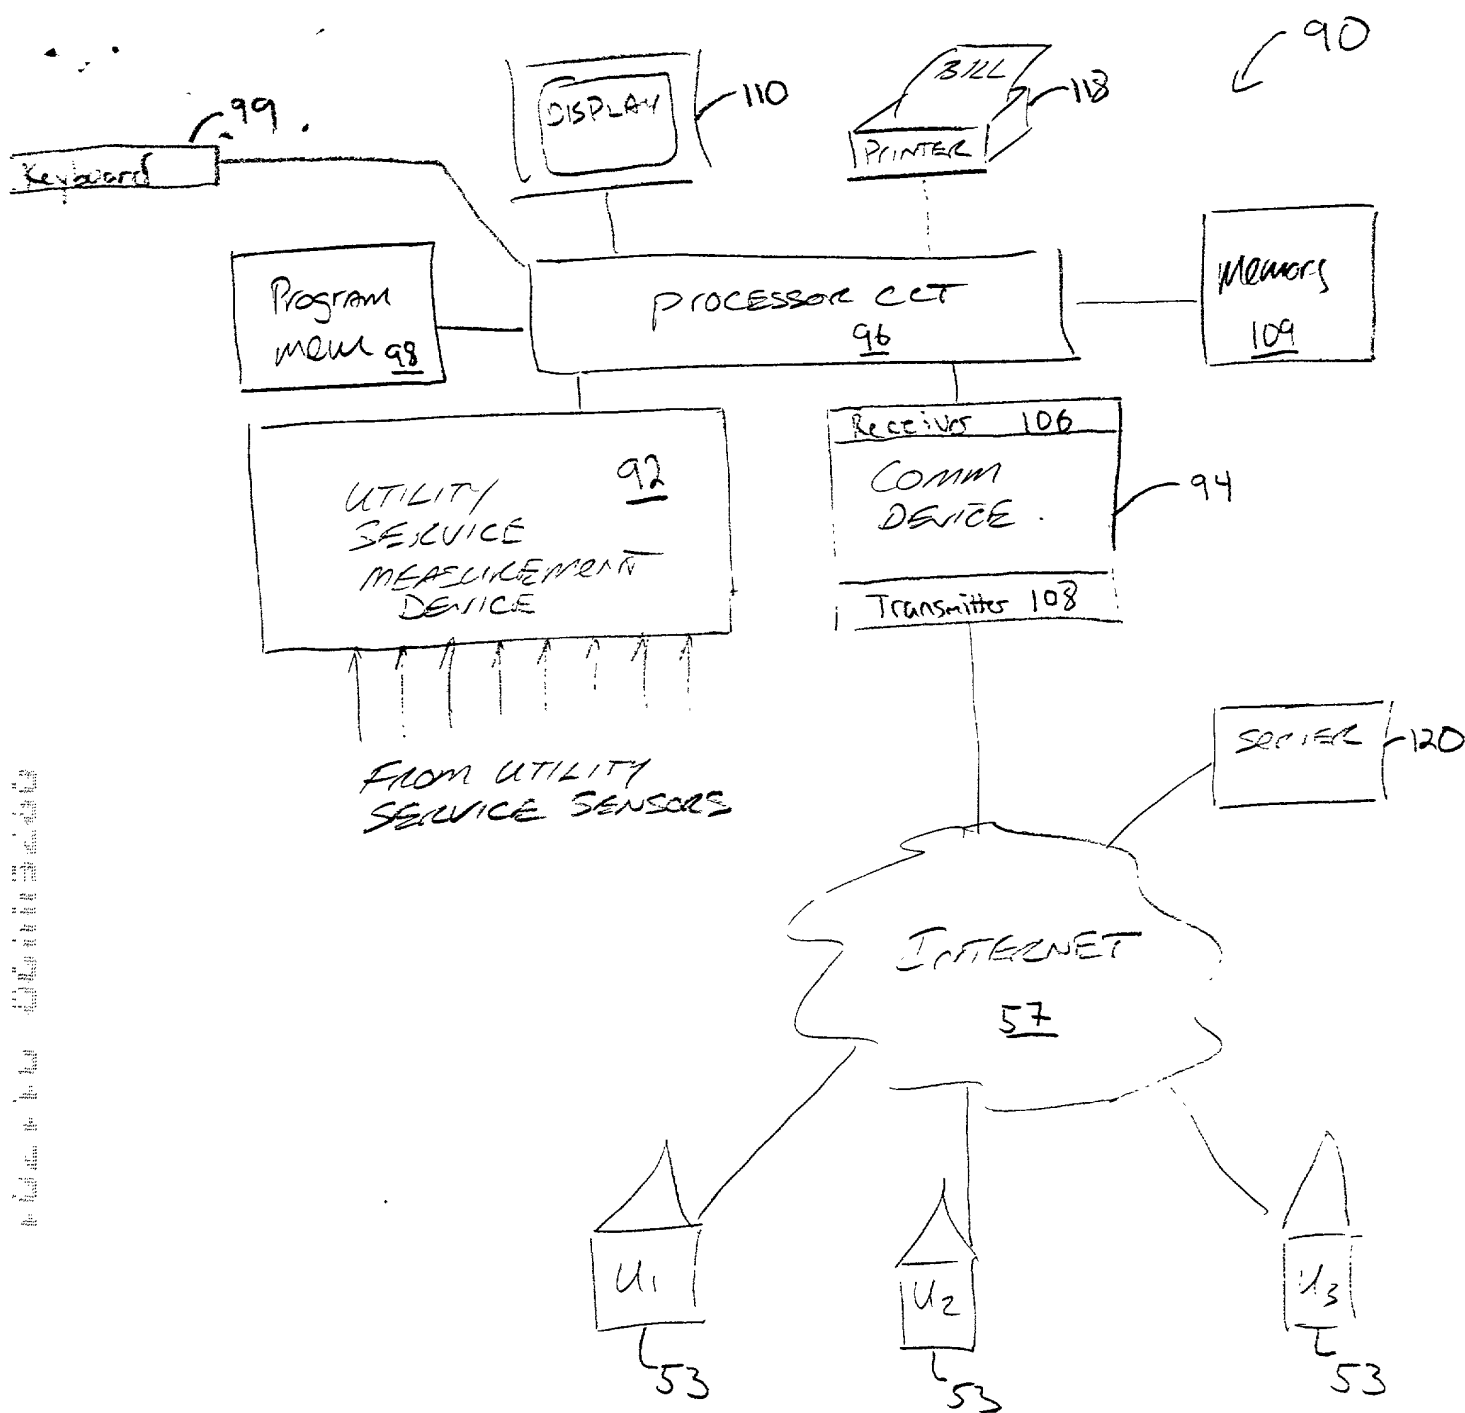 90
BILL
110
118
DISPLAY
99
PRINTER
Keyboard
Program
mem 98
PROCESSOR CCT
96
Memory
109
Receiver 106
COMM
DEVICE
94
Transmitter 108
92
UTILITY
SERVICE
MEASUREMENT
DEVICE
FROM UTILITY
SERVICE SENSORS
SERVER
120
INTERNET
57
U1
53
U2
53
U3
53